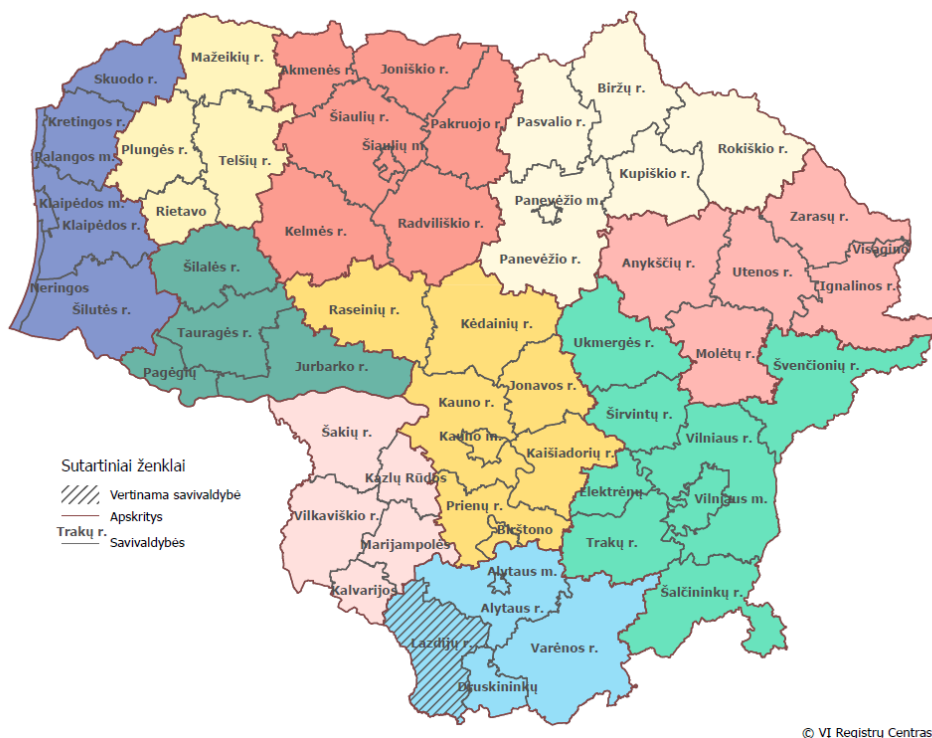 Mažeikių r.
Skuodo r.
Akmenės r.
Joniškio r.
Biržų r.
Kretingos r.
Šiaulių r.
Pakruojo r.
Pasvalio r.
Plungės r.
Telšių r.
Šiaulių m.
Rokiškio r.
Palangos m.
Kupiškio r.
Klaipėdos m.
Rietavo
Panevėžio m.
Klaipėdos r.
Kelmės r.
Radviliškio r.
Zarasų r.
Visagino
Šilalės r.
Panevėžio r.
Anykščių r.
Utenos r.
Ignalinos r.
Neringos
Šilutės r.
Raseinių r.
Kėdainių r.
Tauragės r.
Ukmergės r.
Molėtų r.
Pagėgių
Jurbarko r.
Švenčionių r.
Jonavos r.
Kauno r.
Širvintų r.
Šakių r.
Kauno m.
Vilniaus r.
Kaišiadorių r.
Kazlų Rūdos
Elektrėnų
Vilniaus m.
Prienų r.
Vilkaviškio r.
Birštono
Marijampolės
Trakų r.
Alytaus m.
Kalvarijos
Šalčininkų r.
Alytaus r.
Lazdijų r.
Varėnos r.
Druskininkų
Sutartiniai ženklai
Vertinama savivaldybė
Apskritys
Trakų r.
Savivaldybės
© VĮ Registrų Centras